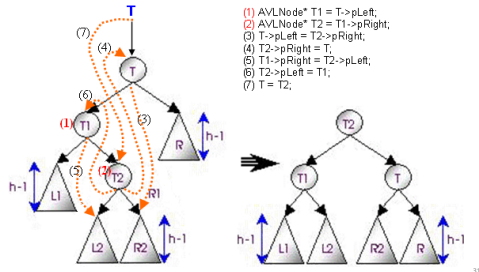 T
(1) AVLNode* T1 = T->pLeft;
(2) AVLNode* T2 = T1->pRight;
(3) T->pLeft = T2->pRight;
(4) T2->pRight = T;
(5) T1->pRight = T2->pLeft;
(6) T2->pLeft = T1;
(7) T = T2;
(7)
(4)
T
(6)
(3)
(1)
T1
R
h-1
(5)
(2)
T2
R1
h-1
L1
L2
R2
h-1
T2
T1
T
h-1
L1
L2
R2
R
h-1
31